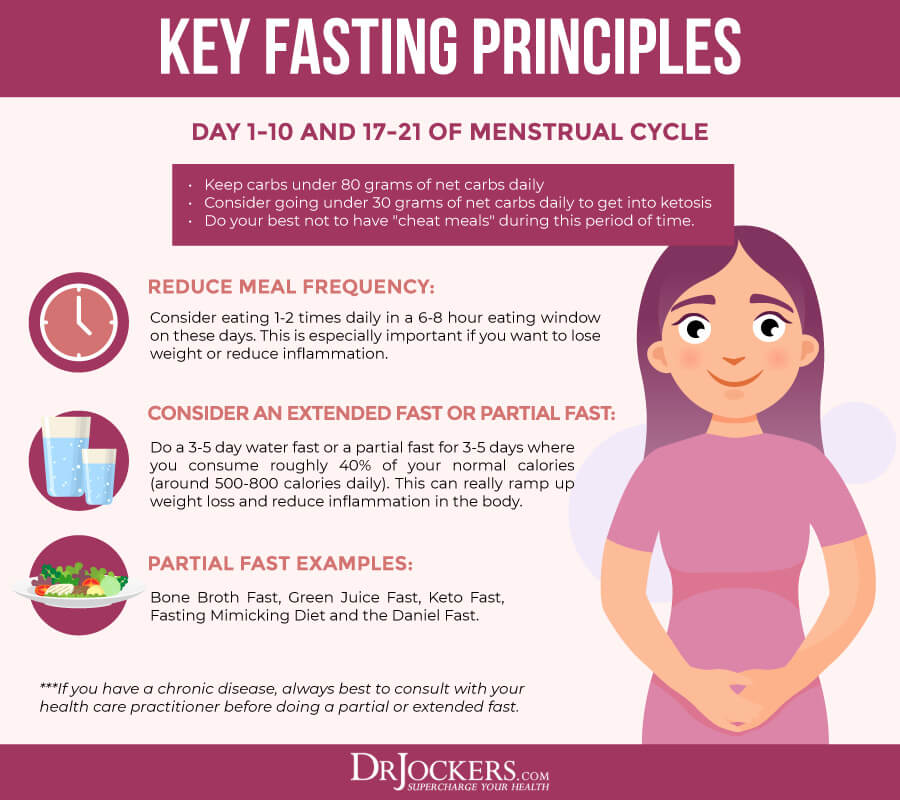 KEY FASTING PRINCIPLES
DAY 1-10 AND 17-21 OF MENSTRUAL CYCLE
• Keep carbs under 80 grams of net carbs daily
• Consider going under 30 grams of net carbs daily to get into ketosis
• Do your best not to have "cheat meals" during this period of time.
REDUCE MEAL FREQUENCY:
Consider eating 1-2 times daily in a 6-8 hour eating window
on these days. This is especially important if you want to lose
weight or reduce inflammation.
CONSIDER AN EXTENDED FAST OR PARTIAL FAST:
Do a 3-5 day water fast or a partial fast for 3-5 days where
you consume roughly 40% of your normal calories
(around 500-800 calories daily). This can really ramp up
weight loss and reduce inflammation in the body.
PARTIAL FAST EXAMPLES:
Bone Broth Fast, Green Juice Fast, Keto Fast,
Fasting Mimicking Diet and the Daniel Fast.
***If you have a chronic disease, always best to consult with your
health care practitioner before doing a partial or extended fast.
DRJOCKERS.COM
SUPERCHARGE YOUR HEALTH